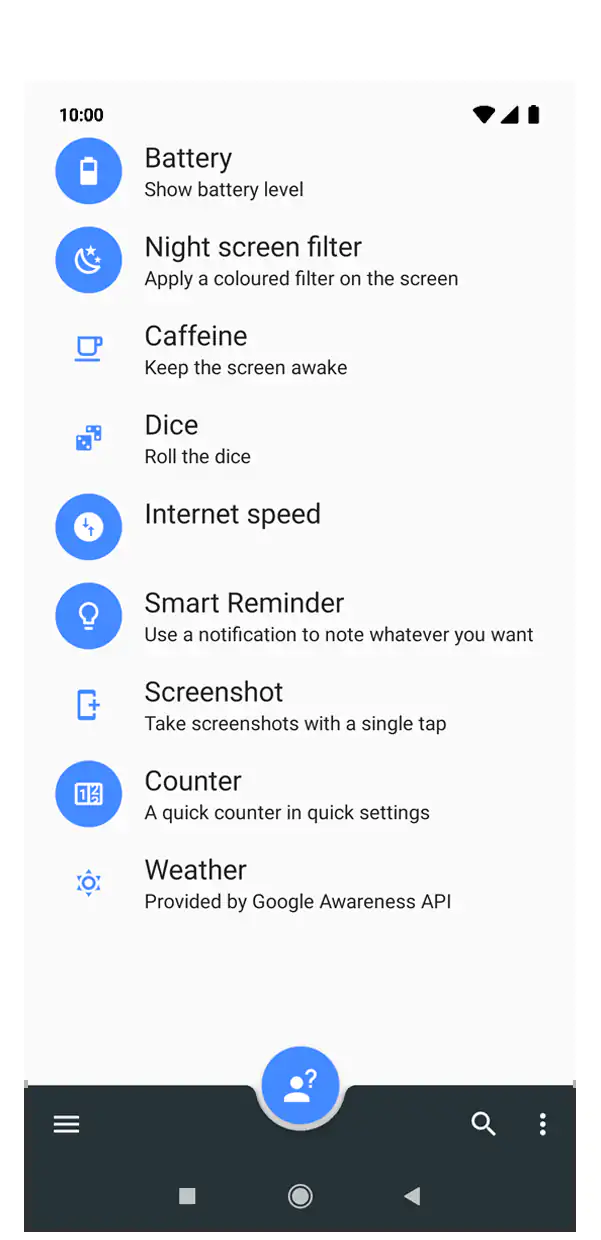 10:00
Battery
Show battery level
Night screen filter
Apply a coloured filter on the screen
Caffeine
Keep the screen awake
Dice
Roll the dice
Internet speed
Smart Reminder
Use a notification to note whatever you want
Screenshot
Take screenshots with a single tap
Counter
A quick counter in quick settings
Weather
Provided by Google Awareness API
?